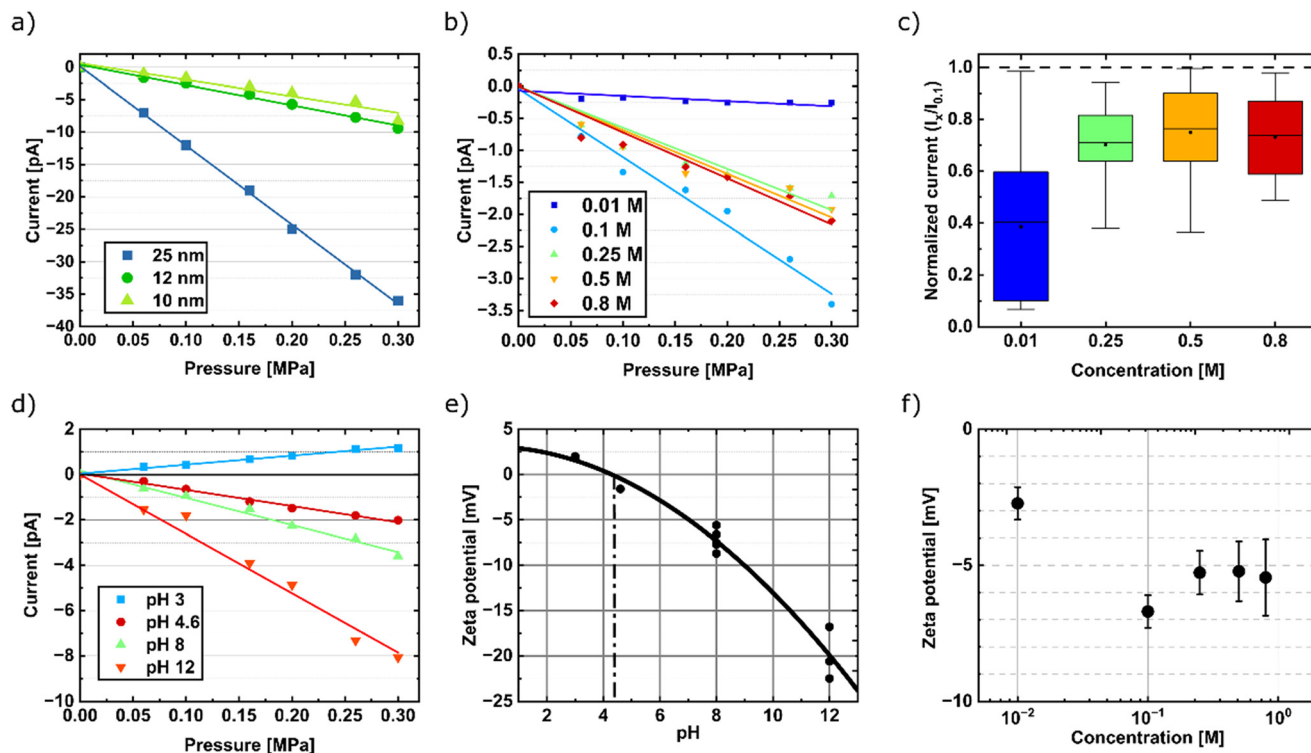 a)
Current [pA]
0
−5
−10
−15
−20
−25
−30
−35
−40
25 nm
12 nm
10 nm
0.00 0.05 0.10 0.15 0.20 0.25 0.30
Pressure [MPa]
b)
Current [pA]
0.5
0.0
−0.5
−1.0
−1.5
−2.0
−2.5
−3.0
−3.5
0.01 M
0.1 M
0.25 M
0.5 M
0.8 M
0.00 0.05 0.10 0.15 0.20 0.25 0.30
Pressure [MPa]
c)
Normalized current (Ix/I0.1)
1.0
0.8
0.6
0.4
0.2
0.0
0.01 0.25 0.5 0.8
Concentration [M]
d)
Current [pA]
2
1
0
−2
−4
−6
−8
−10
pH 3
pH 4.6
pH 8
pH 12
0.00 0.05 0.10 0.15 0.20 0.25 0.30
Pressure [MPa]
e)
Zeta potential [mV]
5
2.5
0
−5
−10
−15
−20
−25
2 4 6 8 10 12
pH
f)
Zeta potential [mV]
0
−5
−10
10−2 10−1 100
Concentration [M]